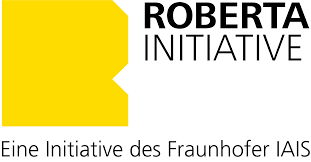 ROBERTA
INITIATIVE
Eine Initiative des Fraunhofer IAIS